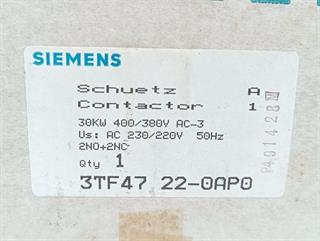 SIEMENS
Schuetz A
Contactor 1
30KW 400/380V AC-3
Us: AC 230/220V 50Hz
2NO+2NC
Qty 1
3TF47 22-0AP0